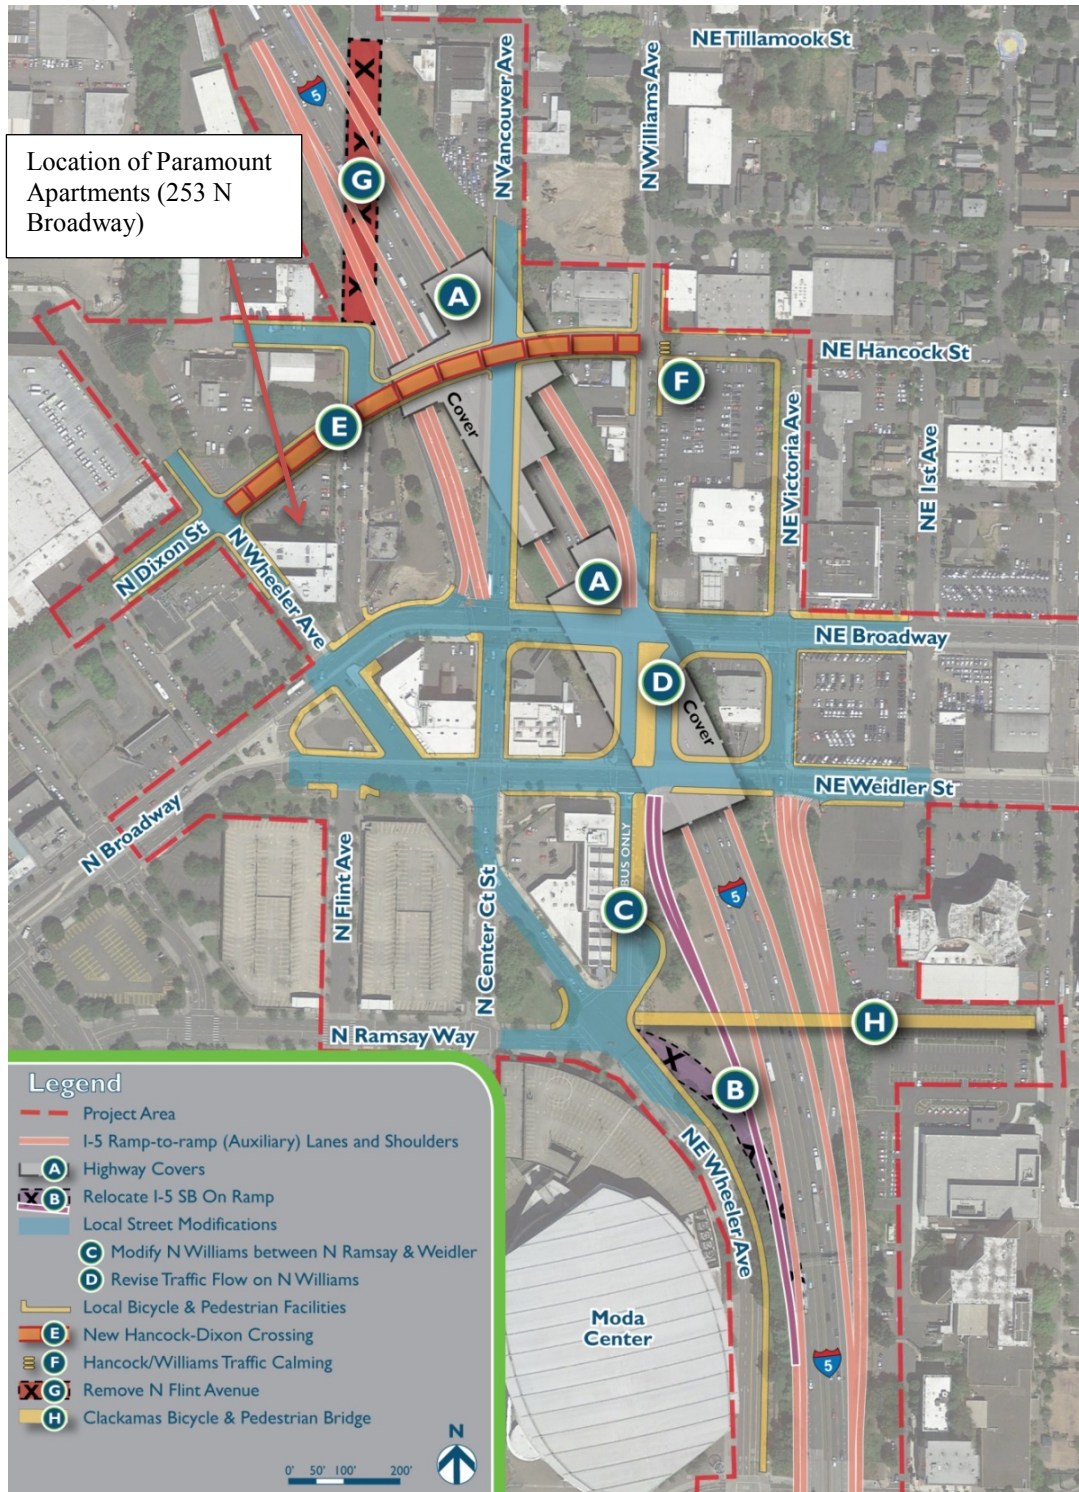 NE Tillamook St
N Vancouver Ave
N Williams Ave
5
X
X
X
X
G
Location of Paramount
Apartments (253 N
Broadway)
A
NE Hancock St
F
Cover
E
NE Victoria Ave
NE 1st Ave
N Dixon St
N Wheeler Ave
A
NE Broadway
D
Cover
NE Weidler St
N Broadway
N Flint Ave
N Center Ct St
BUS ONLY
C
5
H
N Ramsay Way
X
B
NE Wheeler Ave
Moda
Center
5
Legend
Project Area
I-5 Ramp-to-ramp (Auxiliary) Lanes and Shoulders
A Highway Covers
X B Relocate I-5 SB On Ramp
Local Street Modifications
C Modify N Williams between N Ramsay & Weidler
D Revise Traffic Flow on N Williams
Local Bicycle & Pedestrian Facilities
E New Hancock-Dixon Crossing
F Hancock/Williams Traffic Calming
X G Remove N Flint Avenue
H Clackamas Bicycle & Pedestrian Bridge
N
0' 50' 100' 200'